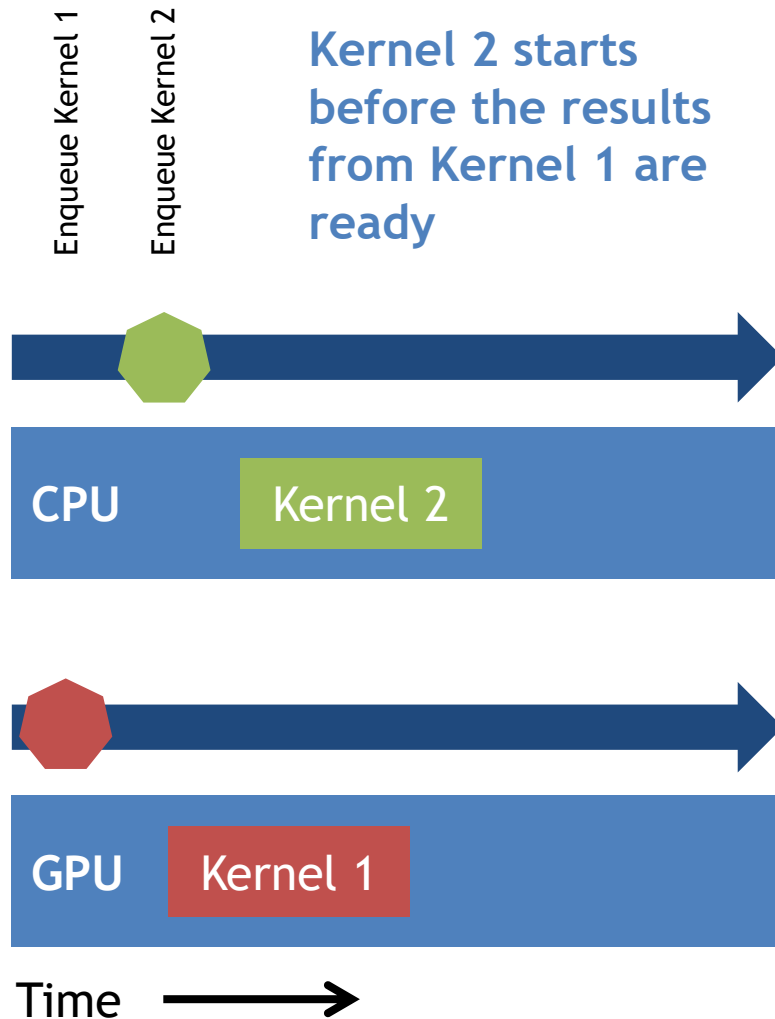 Enqueue Kernel 1
Enqueue Kernel 2
Kernel 2 starts
before the results
from Kernel 1 are
ready
CPU
Kernel 2
GPU
Kernel 1
Time